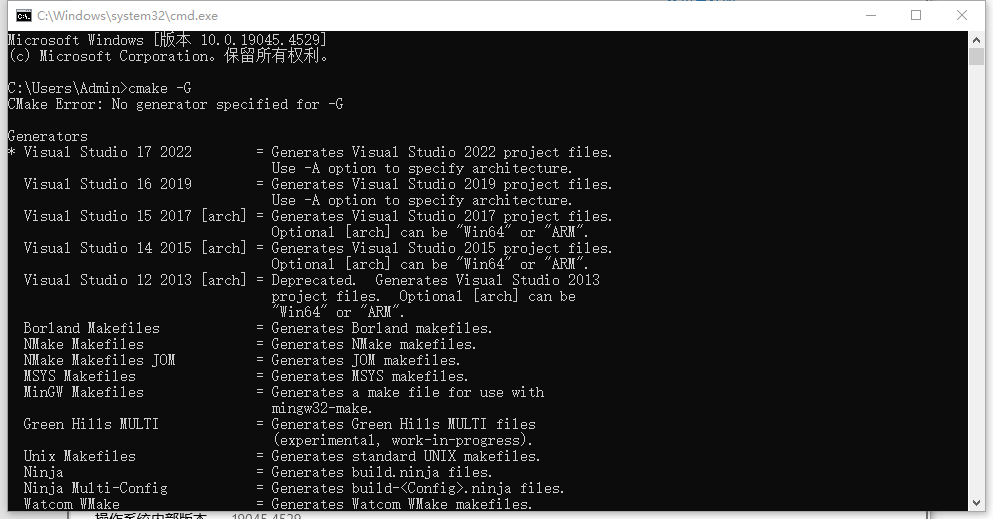 C:\Windows\system32\cmd.exe
Microsoft Windows [版本 10.0.19045.4529]
(c) Microsoft Corporation。保留所有权利。
C:\Users\Admin>cmake -G
CMake Error: No generator specified for -G
Generators
* Visual Studio 17 2022 = Generates Visual Studio 2022 project files.
Use -A option to specify architecture.
Visual Studio 16 2019 = Generates Visual Studio 2019 project files.
Use -A option to specify architecture.
Visual Studio 15 2017 [arch] = Generates Visual Studio 2017 project files.
Optional [arch] can be "Win64" or "ARM".
Visual Studio 14 2015 [arch] = Generates Visual Studio 2015 project files.
Optional [arch] can be "Win64" or "ARM".
Visual Studio 12 2013 [arch] = Deprecated.  Generates Visual Studio 2013
project files.  Optional [arch] can be
"Win64" or "ARM".
Borland Makefiles = Generates Borland makefiles.
NMake Makefiles = Generates NMake makefiles.
NMake Makefiles JOM = Generates JOM makefiles.
MSYS Makefiles = Generates MSYS makefiles.
MinGW Makefiles = Generates a make file for use with
mingw32-make.
Green Hills MULTI = Generates Green Hills MULTI files
(experimental, work-in-progress).
Unix Makefiles = Generates standard UNIX makefiles.
Ninja = Generates build.ninja files.
Ninja Multi-Config = Generates build-<Config>.ninja files.
Watcom WMake = Generates Watcom WMake makefiles.
操作系统内部版本 19045.4529